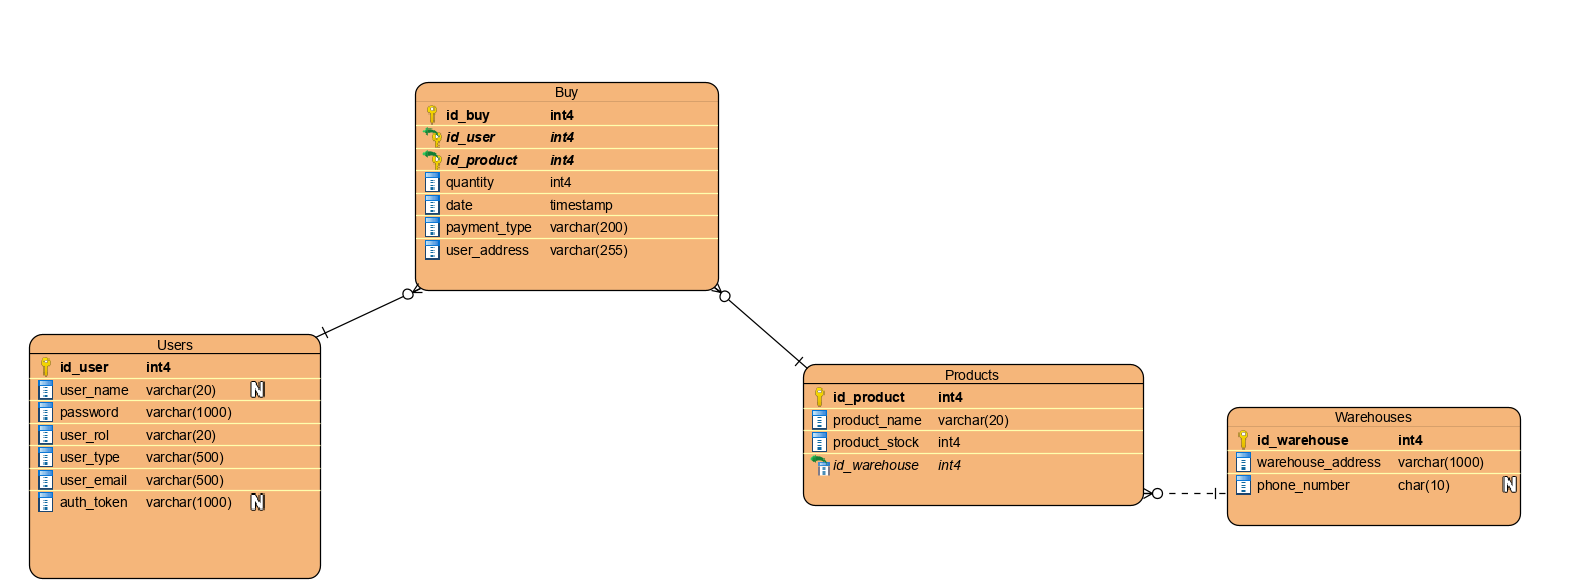 Buy
id_buy int4
id_user int4
id_product int4
quantity int4
date timestamp
payment_type varchar(200)
user_address varchar(255)
Users
id_user int4
user_name varchar(20) N
password varchar(1000)
user_rol varchar(20)
user_type varchar(500)
user_email varchar(500)
auth_token varchar(1000) N
Products
id_product int4
product_name varchar(20)
product_stock int4
id_warehouse int4
Warehouses
id_warehouse int4
warehouse_address varchar(1000)
phone_number char(10) N